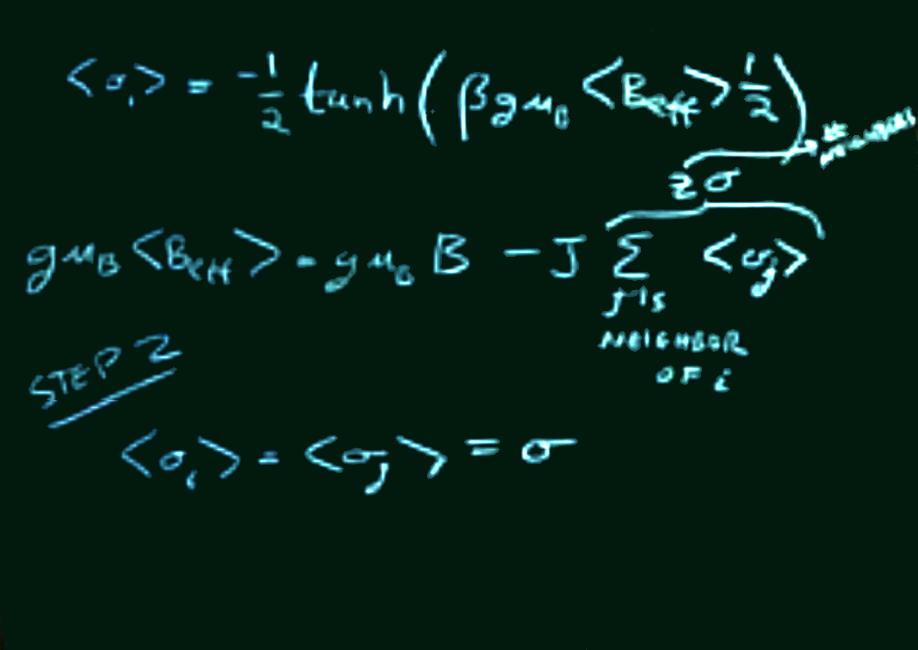 <σᵢ> = -1/2 tanh( βgμ_B <B_eff> 1/2 )
# NEIGHBORS
zσ
gμ_B <B_eff> = gμ_B B - J Σ <σⱼ>
j's
NEIGHBOR
OF i
STEP 2
<σᵢ> = <σⱼ> = σ